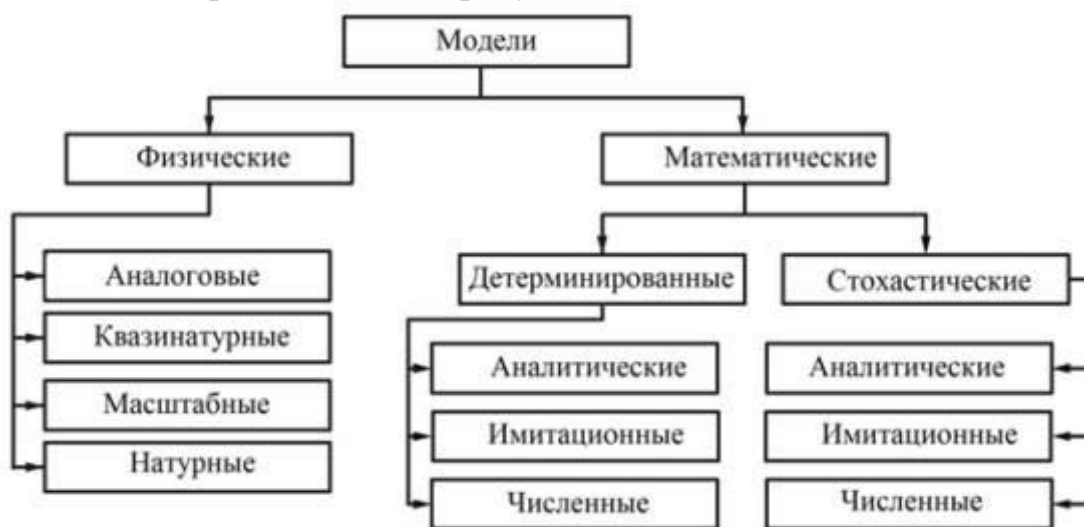 Модели
Физические
Математические
Аналоговые
Квазинатурные
Масштабные
Натурные
Детерминированные
Стохастические
Аналитические
Имитационные
Численные
Аналитические
Имитационные
Численные